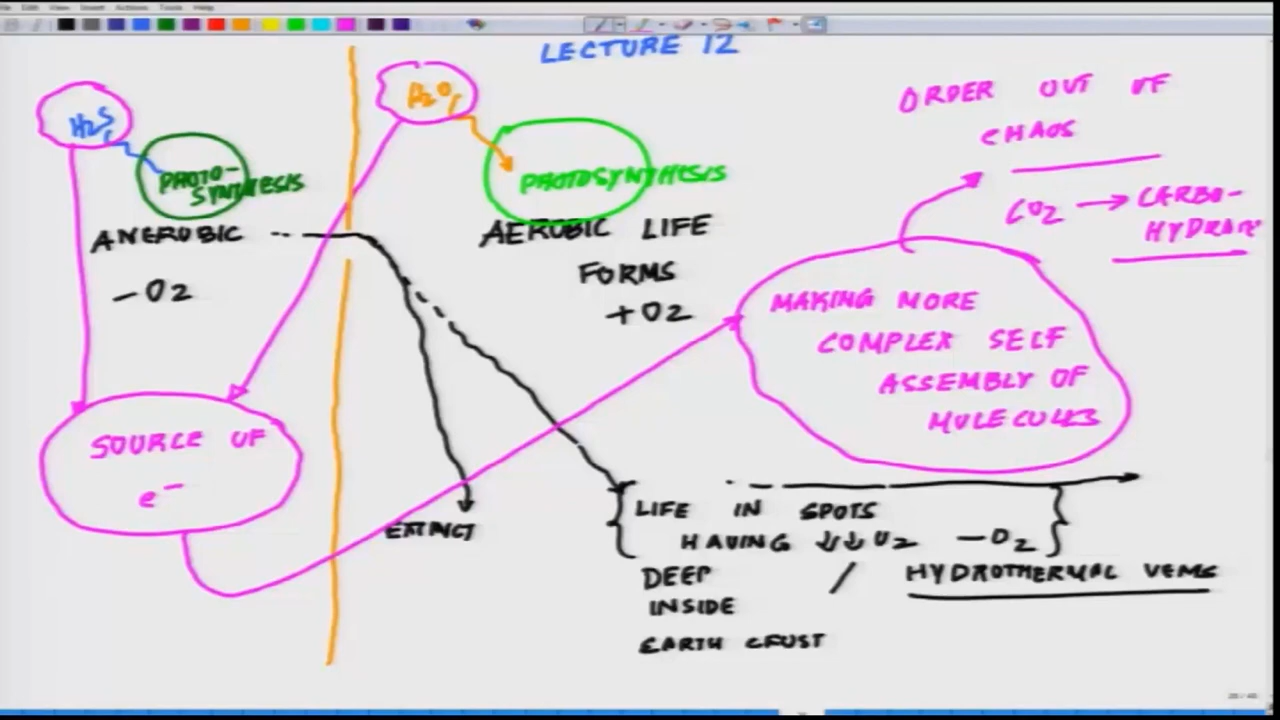 LECTURE 12
H2S
PHOTO-
SYNTHESIS
ANERUBIC
-O2
H2O
PHOTOSYNTHESIS
AEROBIC LIFE
FORMS
+O2
ORDER OUT OF
CHAOS
CO2 → CARBO-
HYDRATE
MAKING MORE
COMPLEX SELF
ASSEMBLY OF
MOLECULES
SOURCE OF
e⁻
EXTINCT
LIFE IN SPOTS
HAVING ↓↓ O2 -O2
DEEP / HYDROTHERMAL VENTS
INSIDE
EARTH CRUST